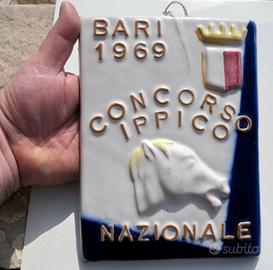 BARI
1969
CONCORSO
IPPICO
NAZIONALE
subito